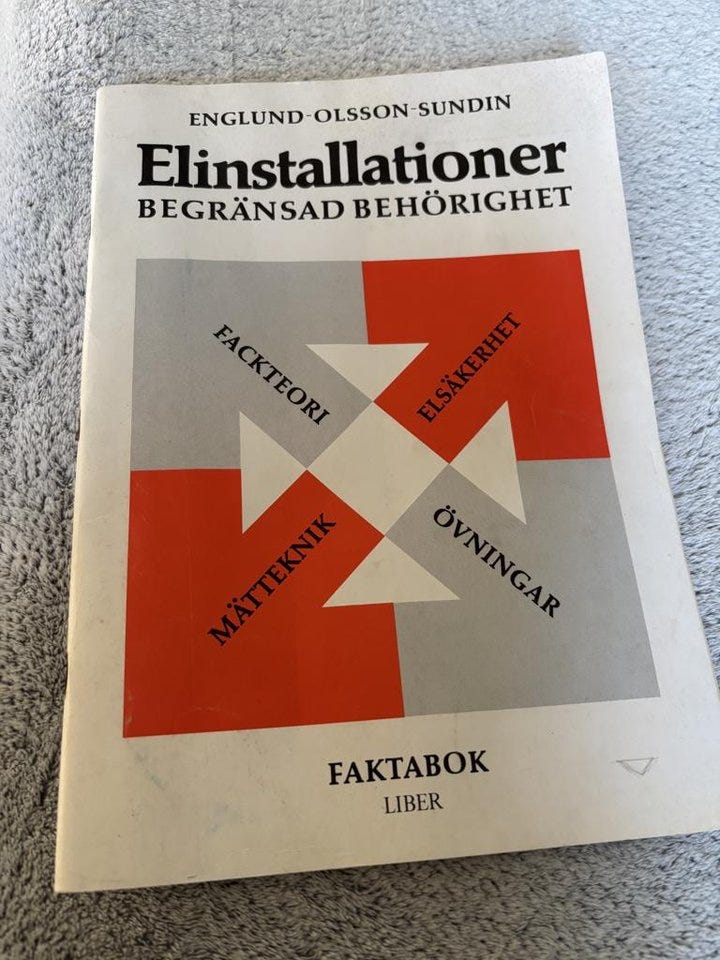 ENGLUND-OLSSON-SUNDIN
Elinstallationer
BEGRÄNSAD BEHÖRIGHET
FACKTEORI
ELSÄKERHET
MÄTTEKNIK
ÖVNINGAR
FAKTABOK
LIBER